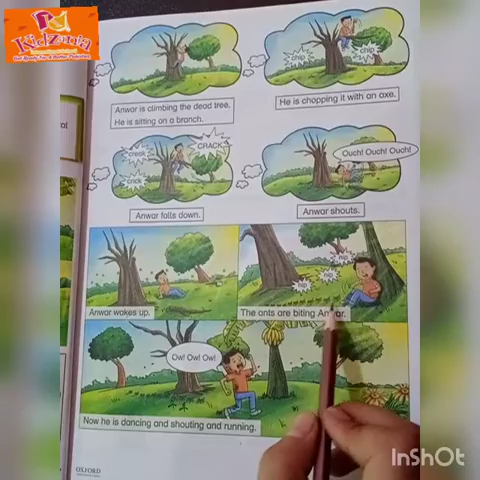 KidZania
Anwar is climbing the dead tree.
He is sitting on a branch.
chip
chip
He is chopping it with an axe.
creak
CRACK
crick
Anwar falls down.
Ouch! Ouch! Ouch!
Anwar shouts.
Anwar wakes up.
nip
nip
nip
The ants are biting Anwar.
Ow! Ow! Ow!
Now he is dancing and shouting and running.
OXFORD
InShOt